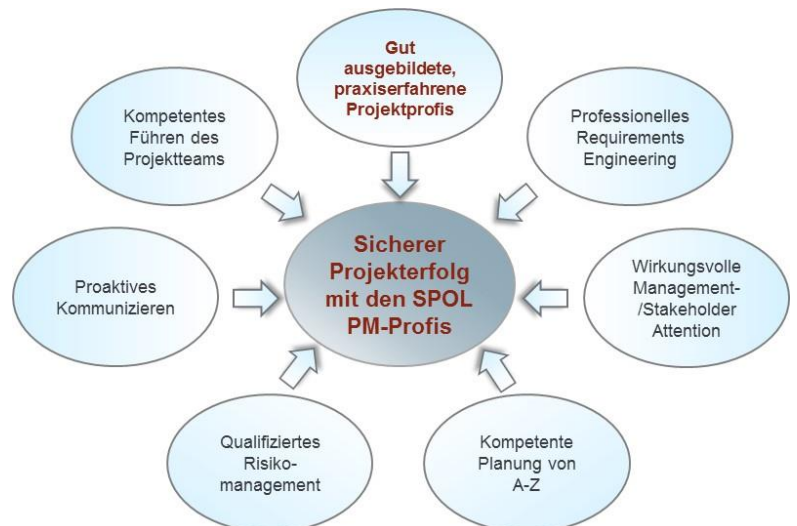 Gut
ausgebildete,
praxiserfahrene
Projektprofis
Kompetentes
Führen des
Projektteams
Professionelles
Requirements
Engineering
Sicherer
Projekterfolg
mit den SPOL
PM-Profis
Proaktives
Kommunizieren
Wirkungsvolle
Management-
/Stakeholder
Attention
Qualifiziertes
Risiko-
management
Kompetente
Planung von
A-Z